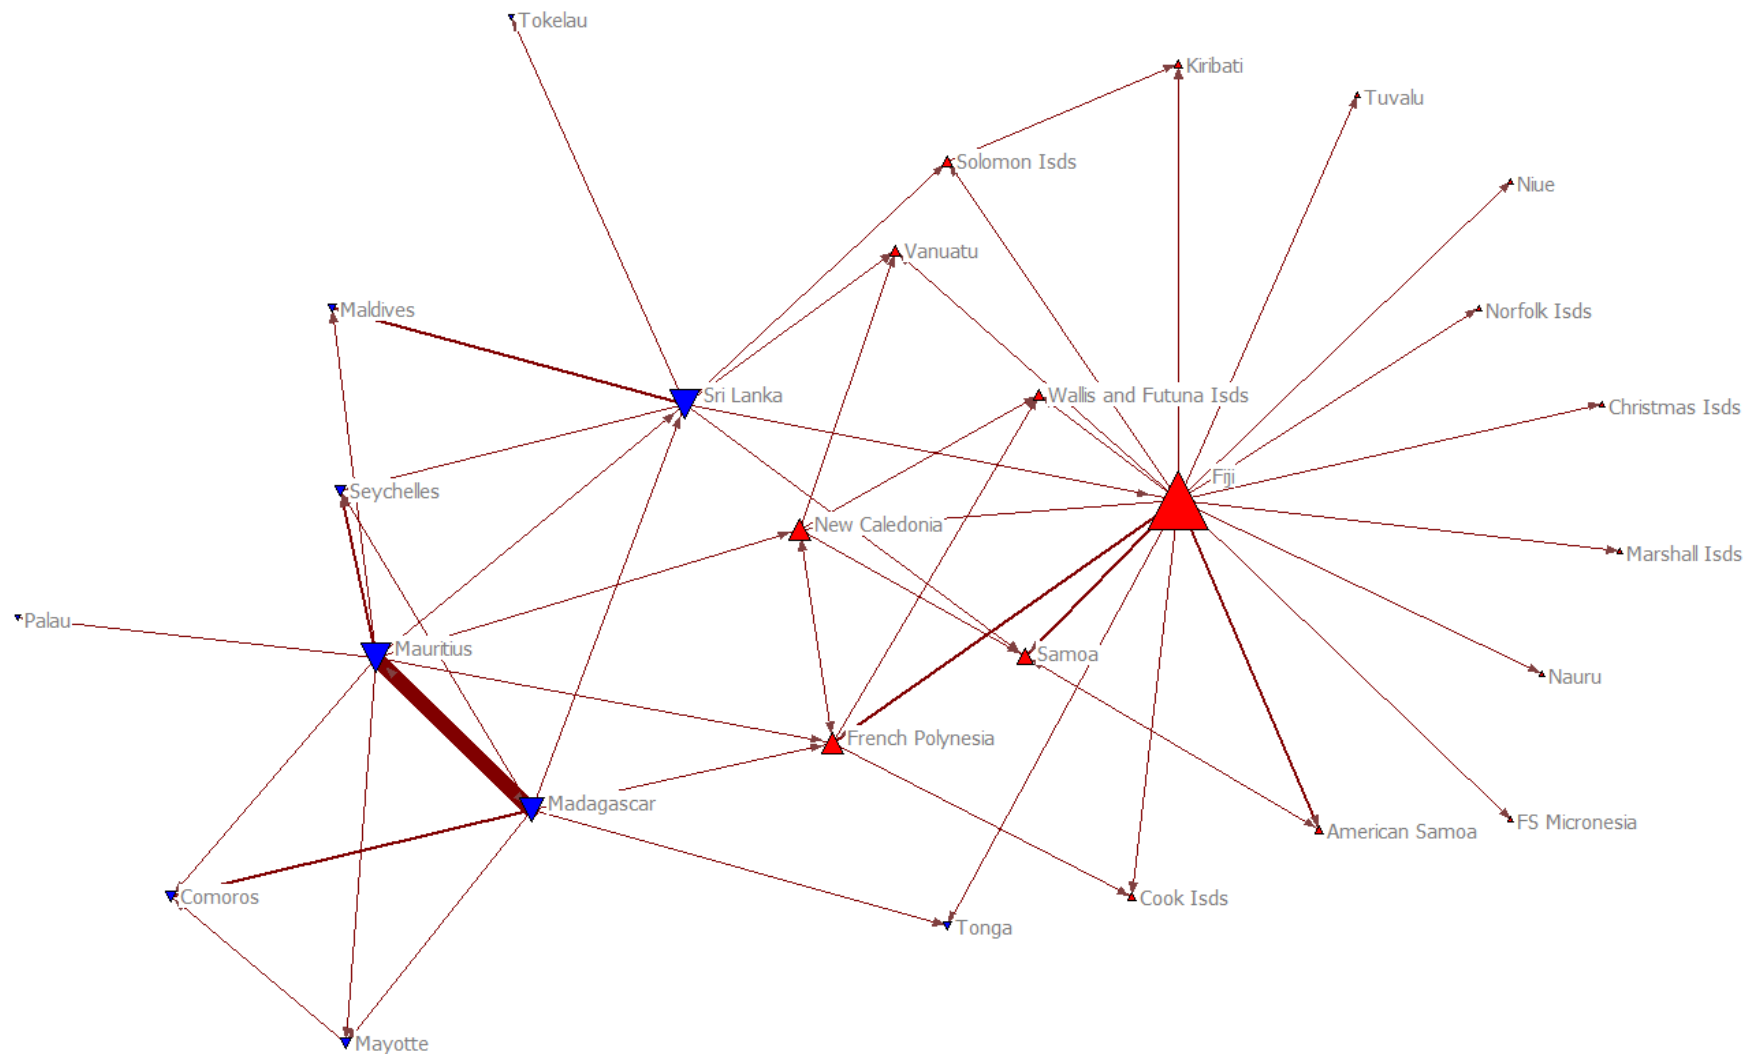 Tokelau
Kiribati
Tuvalu
Solomon Isds
Niue
Vanuatu
Maldives
Norfolk Isds
Sri Lanka
Wallis and Futuna Isds
Christmas Isds
Fiji
Seychelles
New Caledonia
Marshall Isds
Palau
Mauritius
Samoa
Nauru
French Polynesia
Madagascar
FS Micronesia
American Samoa
Comoros
Cook Isds
Tonga
Mayotte